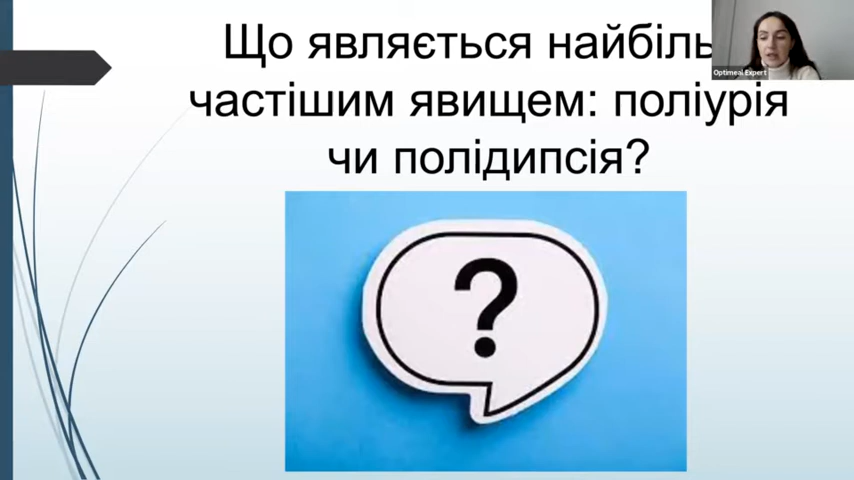 Що являється найбіль
частішим явищем: поліурія
чи полідипсія?
?
Optimeal Expert